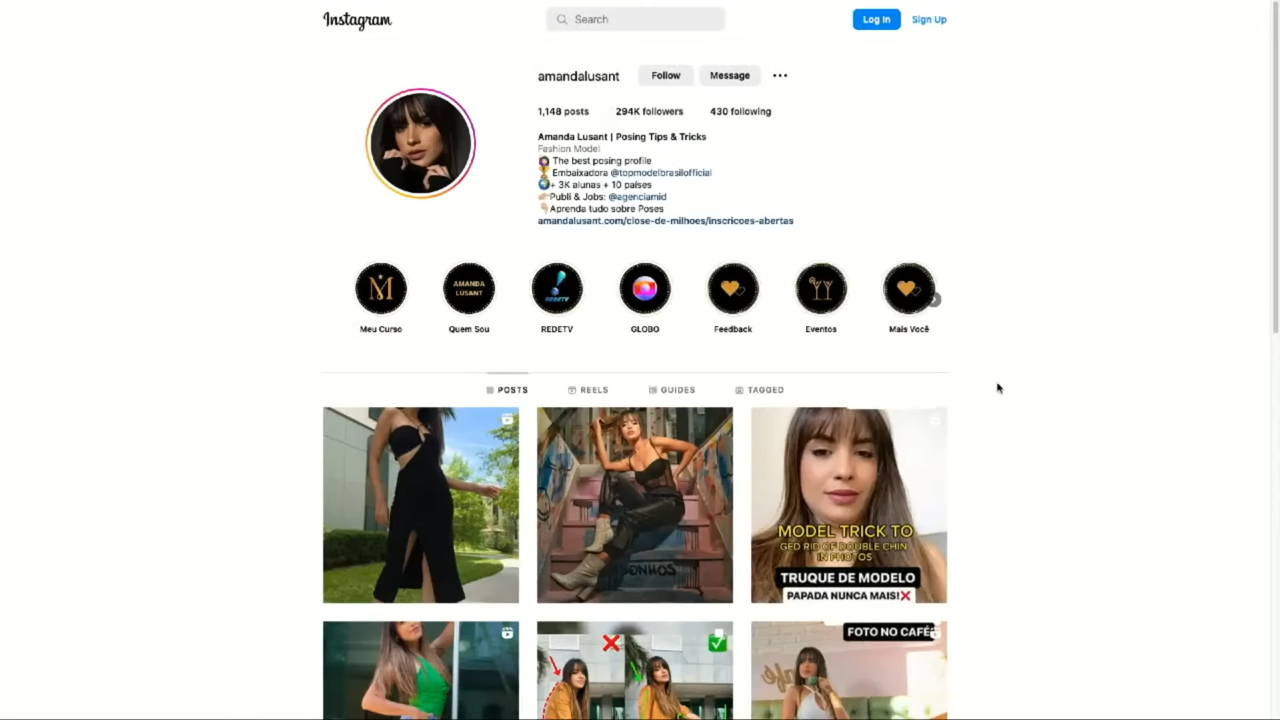 Instagram
Search
Log In
Sign Up
amandalusant
Follow
Message
1,148 posts
294K followers
430 following
Amanda Lusant | Posing Tips & Tricks
Fashion Model
The best posing profile
Embaixadora @topmodelbrasilofficial
+ 3K alunas + 10 países
Publi & Jobs: @agenciamid
Aprenda tudo sobre Poses
amandalusant.com/close-de-milhoes/inscricoes-abertas
M
AMANDA
LUSANT
REDETV
Meu Curso
Quem Sou
REDETV
GLOBO
Feedback
Eventos
Mais Você
POSTS
REELS
GUIDES
TAGGED
SONHOS
MODEL TRICK TO
GED RID OF DOUBLE CHIN
IN PHOTOS
TRUQUE DE MODELO
PAPADA NUNCA MAIS!❌
FOTO NO CAFÉ